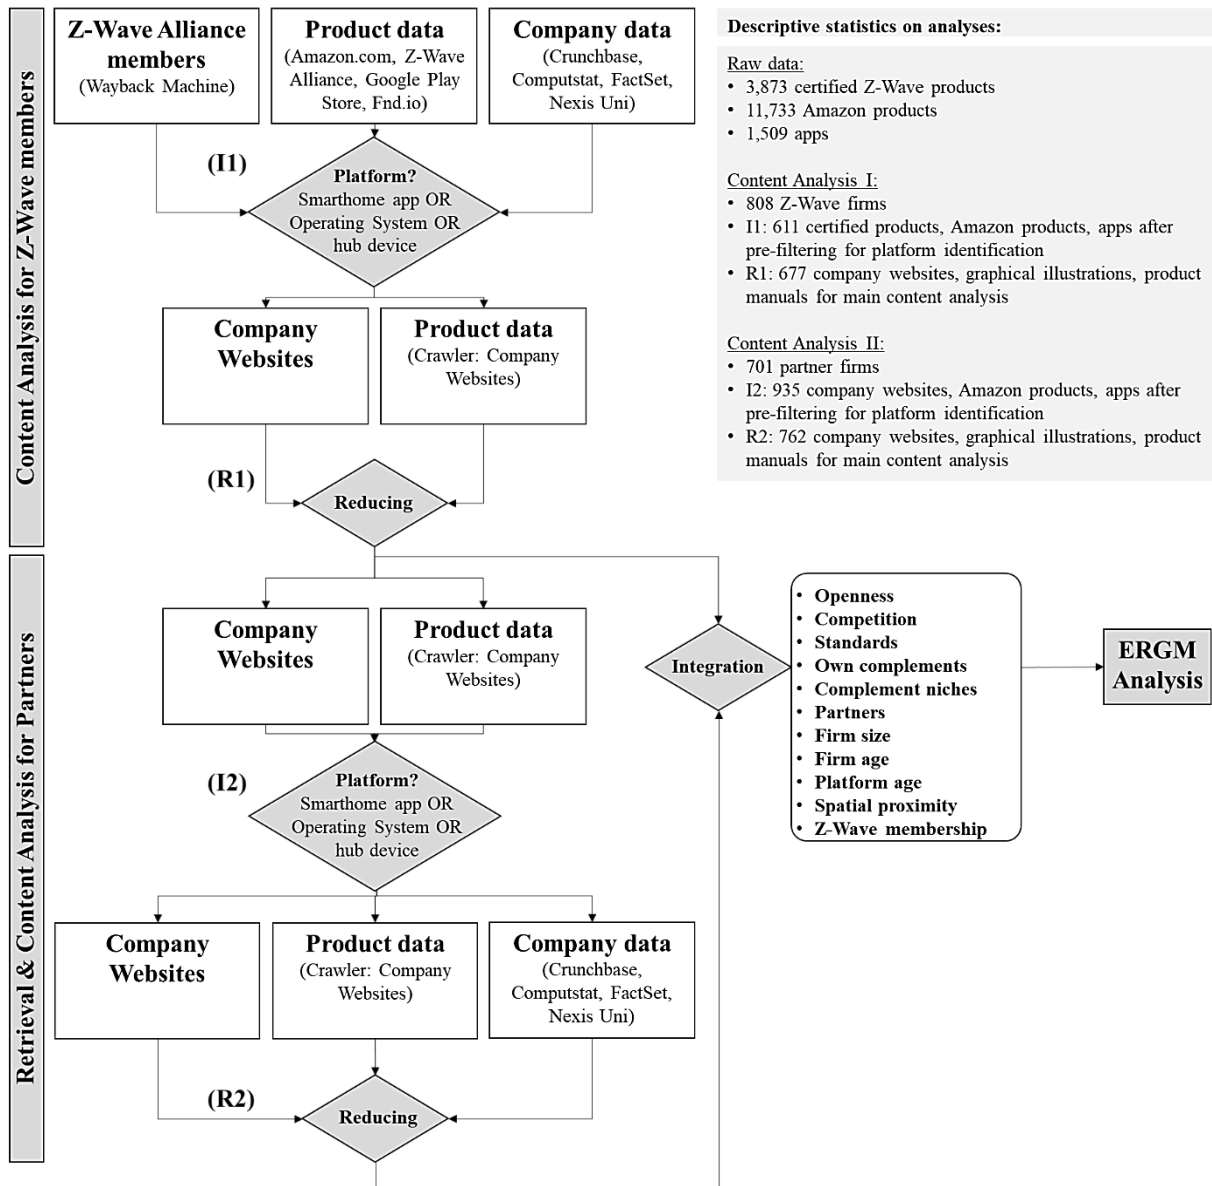 Content Analysis for Z-Wave members
Z-Wave Alliance
members
(Wayback Machine)
Product data
(Amazon.com, Z-Wave
Alliance, Google Play
Store, Fnd.io)
Company data
(Crunchbase,
Computstat, FactSet,
Nexis Uni)
(I1)
Platform?
Smarthome app OR
Operating System OR
hub device
Company
Websites
Product data
(Crawler: Company
Websites)
(R1)
Reducing
Descriptive statistics on analyses:
Raw data:
• 3,873 certified Z-Wave products
• 11,733 Amazon products
• 1,509 apps
Content Analysis I:
• 808 Z-Wave firms
• I1: 611 certified products, Amazon products, apps after
pre-filtering for platform identification
• R1: 677 company websites, graphical illustrations, product
manuals for main content analysis
Content Analysis II:
• 701 partner firms
• I2: 935 company websites, Amazon products, apps after
pre-filtering for platform identification
• R2: 762 company websites, graphical illustrations, product
manuals for main content analysis
Retrieval & Content Analysis for Partners
Company
Websites
Product data
(Crawler: Company
Websites)
(I2)
Platform?
Smarthome app OR
Operating System OR
hub device
Company
Websites
Product data
(Crawler: Company
Websites)
Company data
(Crunchbase,
Computstat, FactSet,
Nexis Uni)
(R2)
Reducing
Integration
• Openness
• Competition
• Standards
• Own complements
• Complement niches
• Partners
• Firm size
• Firm age
• Platform age
• Spatial proximity
• Z-Wave membership
ERGM
Analysis